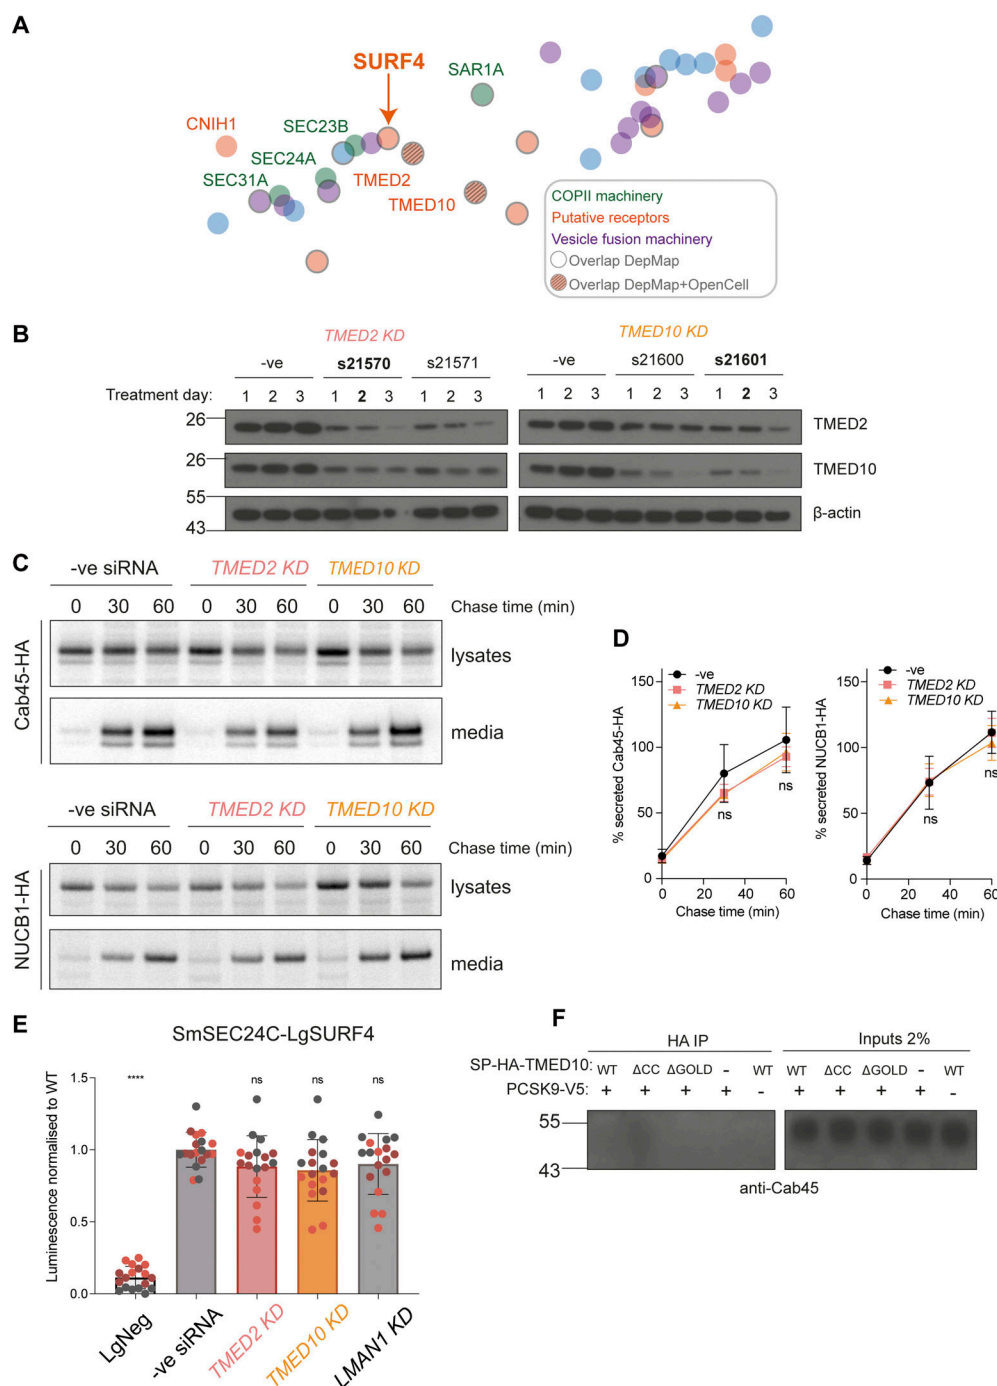 A
SURF4
SAR1A
CNIH1
SEC23B
SEC24A
SEC31A
TMED2
TMED10
COPII machinery
Putative receptors
Vesicle fusion machinery
Overlap DepMap
Overlap DepMap+OpenCell
B
TMED2 KD
TMED10 KD
-ve s21570 s21571 -ve s21600 s21601
Treatment day: 1 2 3 1 2 3 1 2 3 1 2 3 1 2 3 1 2 3
26 TMED2
26 TMED10
55
43 β-actin
C
-ve siRNA TMED2 KD TMED10 KD
0 30 60 0 30 60 0 30 60 Chase time (min)
Cab45-HA
lysates
media
-ve siRNA TMED2 KD TMED10 KD
0 30 60 0 30 60 0 30 60 Chase time (min)
NUCB1-HA
lysates
media
D
-ve
TMED2 KD
TMED10 KD
% secreted Cab45-HA
150
100
50
0
ns
ns
0 20 40 60
Chase time (min)
-ve
TMED2 KD
TMED10 KD
% secreted NUCB1-HA
150
100
50
0
ns
ns
0 20 40 60
Chase time (min)
E
SmSEC24C-LgSURF4
Luminescence normalised to WT
1.5
1.0
0.5
0.0
**** ns ns ns
LgNeg
-ve siRNA
TMED2 KD
TMED10 KD
LMAN1 KD
F
HA IP Inputs 2%
SP-HA-TMED10: WT ΔCC ΔGOLD - WT WT ΔCC ΔGOLD - WT
PCSK9-V5: + + + + - + + + + -
55
43
anti-Cab45